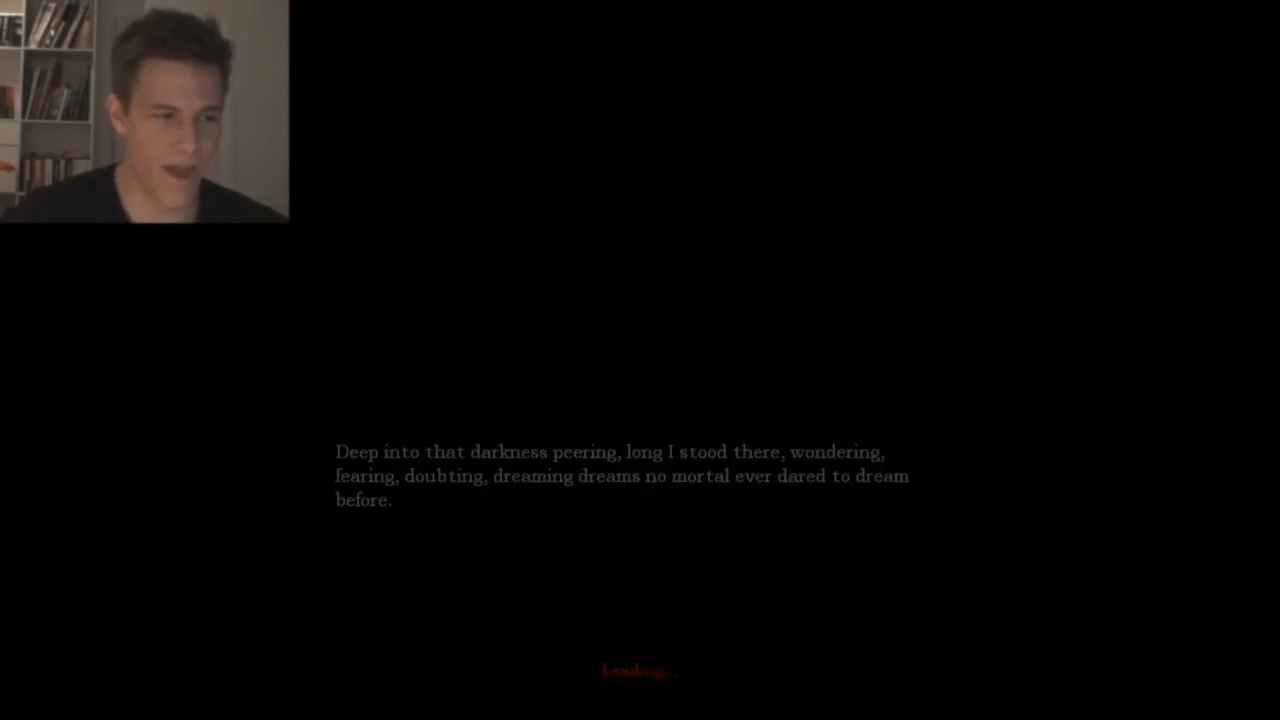 Deep into that darkness peering, long I stood there, wondering,
fearing, doubting, dreaming dreams no mortal ever dared to dream
before.
Loading...